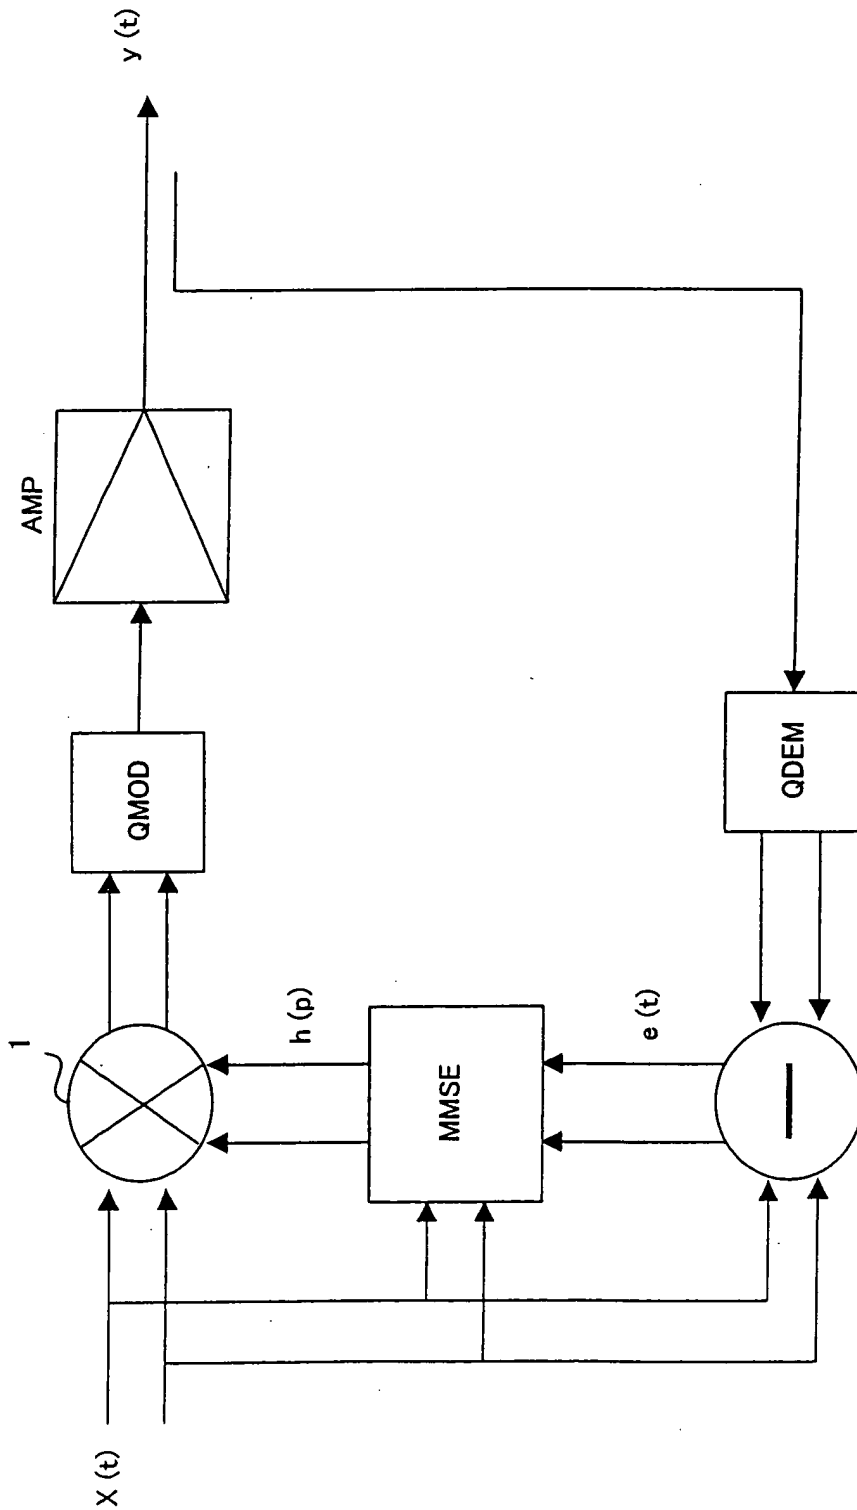 X (t)
1
QMOD
AMP
y (t)
h (p)
MMSE
e (t)
QDEM